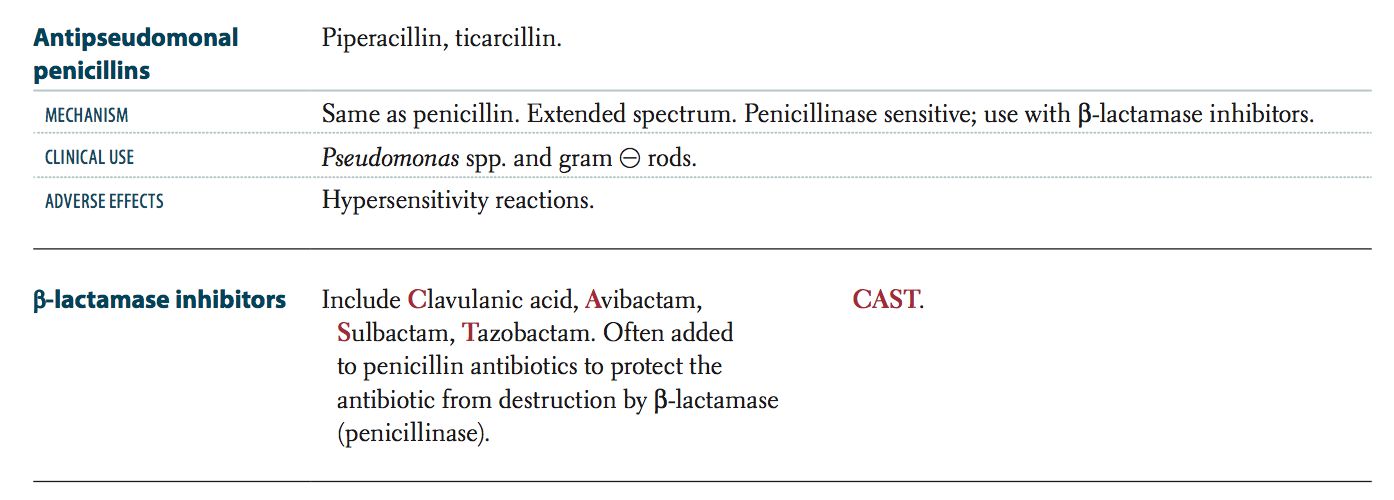 Antipseudomonal penicillins
Piperacillin, ticarcillin.
MECHANISM
Same as penicillin. Extended spectrum. Penicillinase sensitive; use with β-lactamase inhibitors.
CLINICAL USE
Pseudomonas spp. and gram ⊖ rods.
ADVERSE EFFECTS
Hypersensitivity reactions.
β-lactamase inhibitors
Include Clavulanic acid, Avibactam,
Sulbactam, Tazobactam. Often added
to penicillin antibiotics to protect the
antibiotic from destruction by β-lactamase
(penicillinase).
CAST.